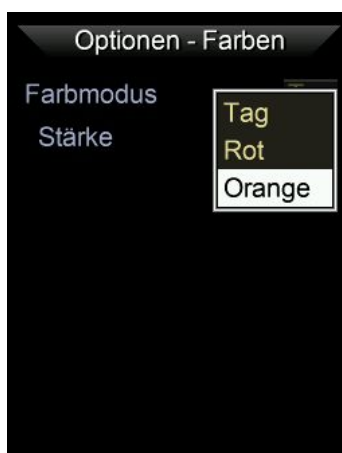 Optionen - Farben
Farbmodus
Tag
Stärke
Rot
Orange